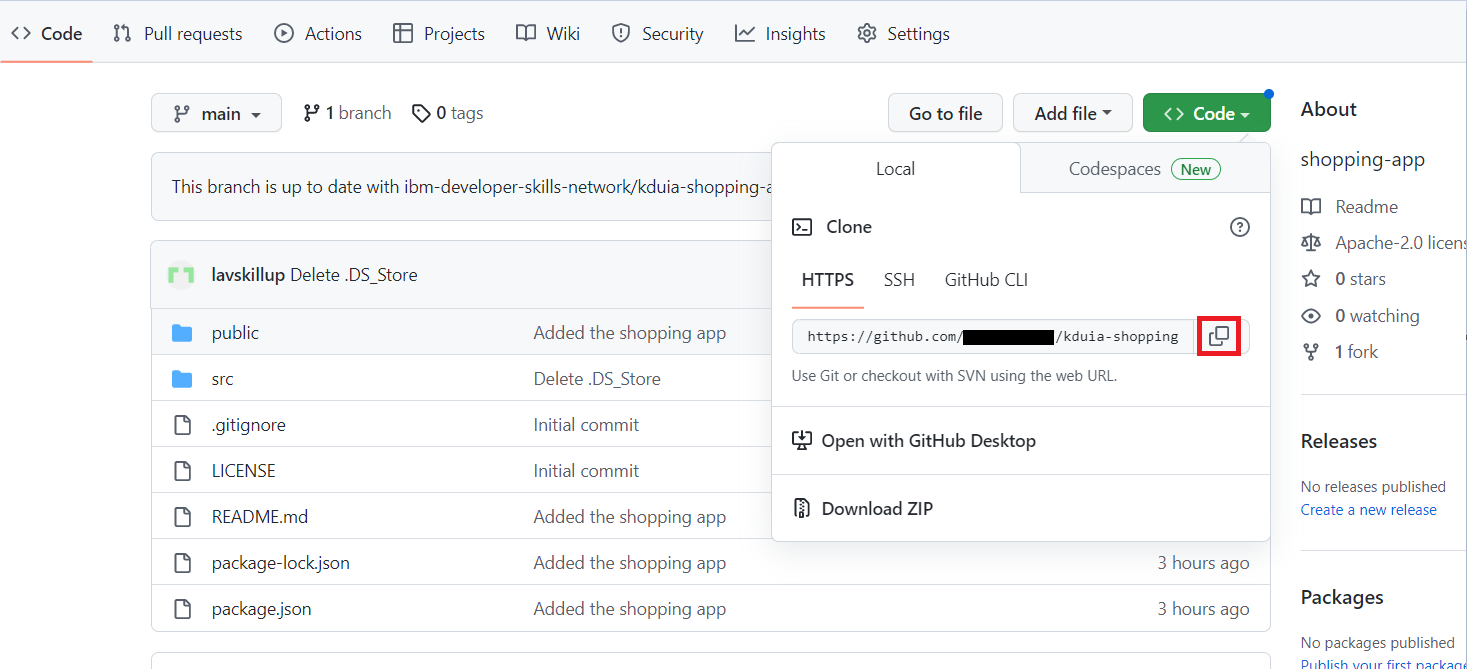 Code Pull requests Actions Projects Wiki Security Insights Settings
main 1 branch 0 tags Go to file Add file Code
This branch is up to date with ibm-developer-skills-network/kduia-shopping-a
lavskillup Delete .DS_Store
public Added the shopping app
src Delete .DS_Store
.gitignore Initial commit
LICENSE Initial commit
README.md Added the shopping app
package-lock.json Added the shopping app 3 hours ago
package.json Added the shopping app 3 hours ago
Local Codespaces New
Clone
HTTPS SSH GitHub CLI
https://github.com/ /kduia-shopping
Use Git or checkout with SVN using the web URL.
Open with GitHub Desktop
Download ZIP
About
shopping-app
Readme
Apache-2.0 licens
0 stars
0 watching
1 fork
Releases
No releases published
Create a new release
Packages
No packages published
Publish your first package